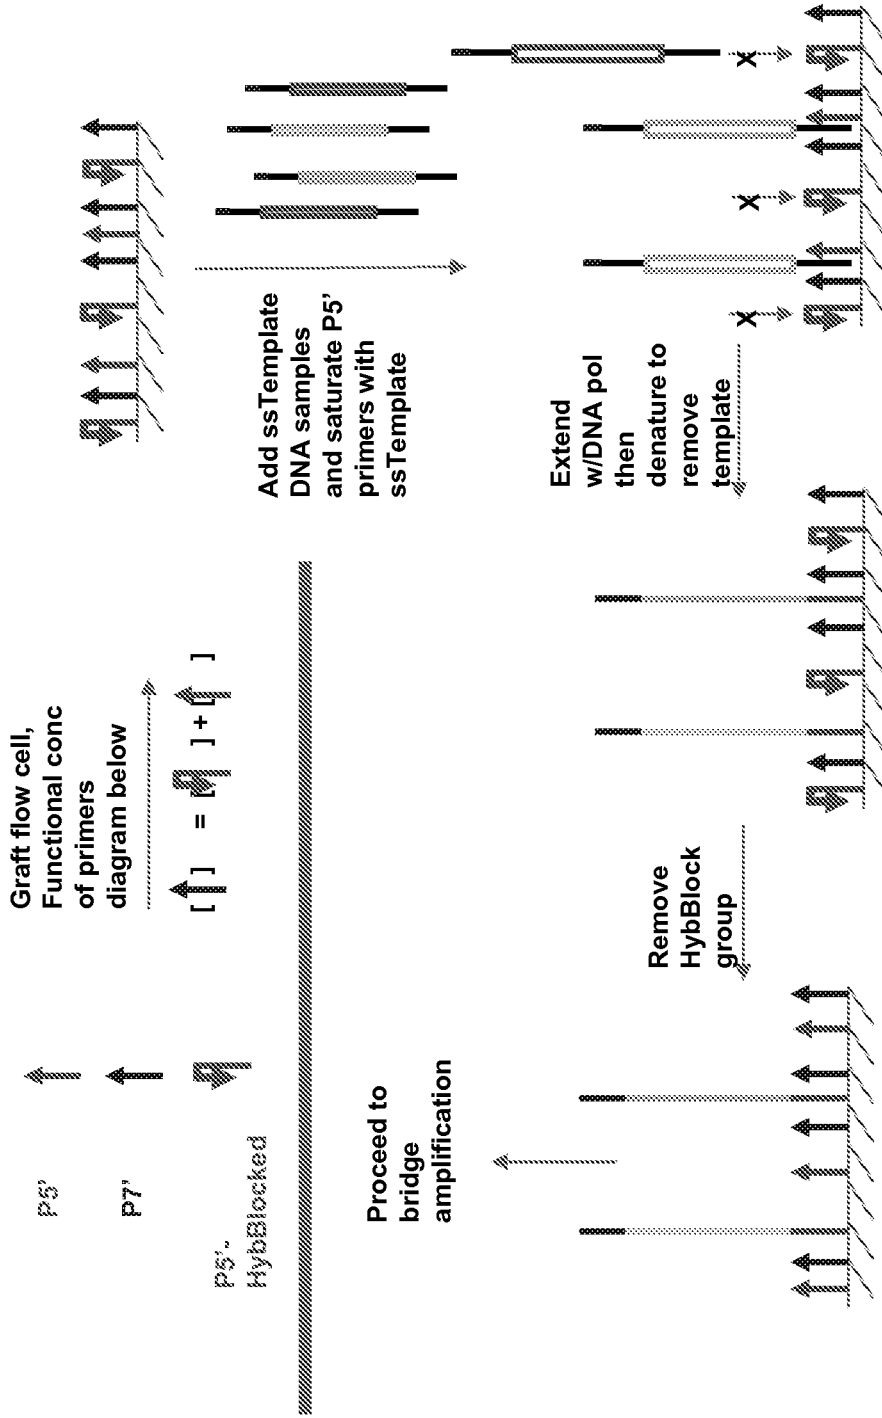 P5'
P7'
P5'-
HybBlocked
Graft flow cell,
Functional conc
of primers
diagram below
[ ] = [ ] + [ ]
Add ssTemplate
DNA samples
and saturate P5'
primers with
ssTemplate
X
X
X
Extend
w/DNA pol
then
denature to
remove
template
Remove
HybBlock
group
Proceed to
bridge
amplification